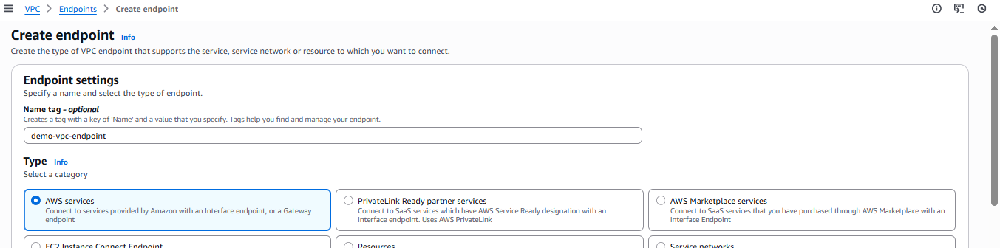 VPC > Endpoints > Create endpoint
Create endpoint Info
Create the type of VPC endpoint that supports the service, service network or resource to which you want to connect.
Endpoint settings
Specify a name and select the type of endpoint.
Name tag - optional
Creates a tag with a key of 'Name' and a value that you specify. Tags help you find and manage your endpoint.
demo-vpc-endpoint
Type Info
Select a category
AWS services
Connect to services provided by Amazon with an Interface endpoint, or a Gateway
endpoint
PrivateLink Ready partner services
Connect to SaaS services which have AWS Service Ready designation with an
Interface endpoint. Uses AWS PrivateLink
AWS Marketplace services
Connect to SaaS services that you have purchased through AWS Marketplace with an
Interface Endpoint
EC2 Instance Connect Endpoint
Resources
Service networks